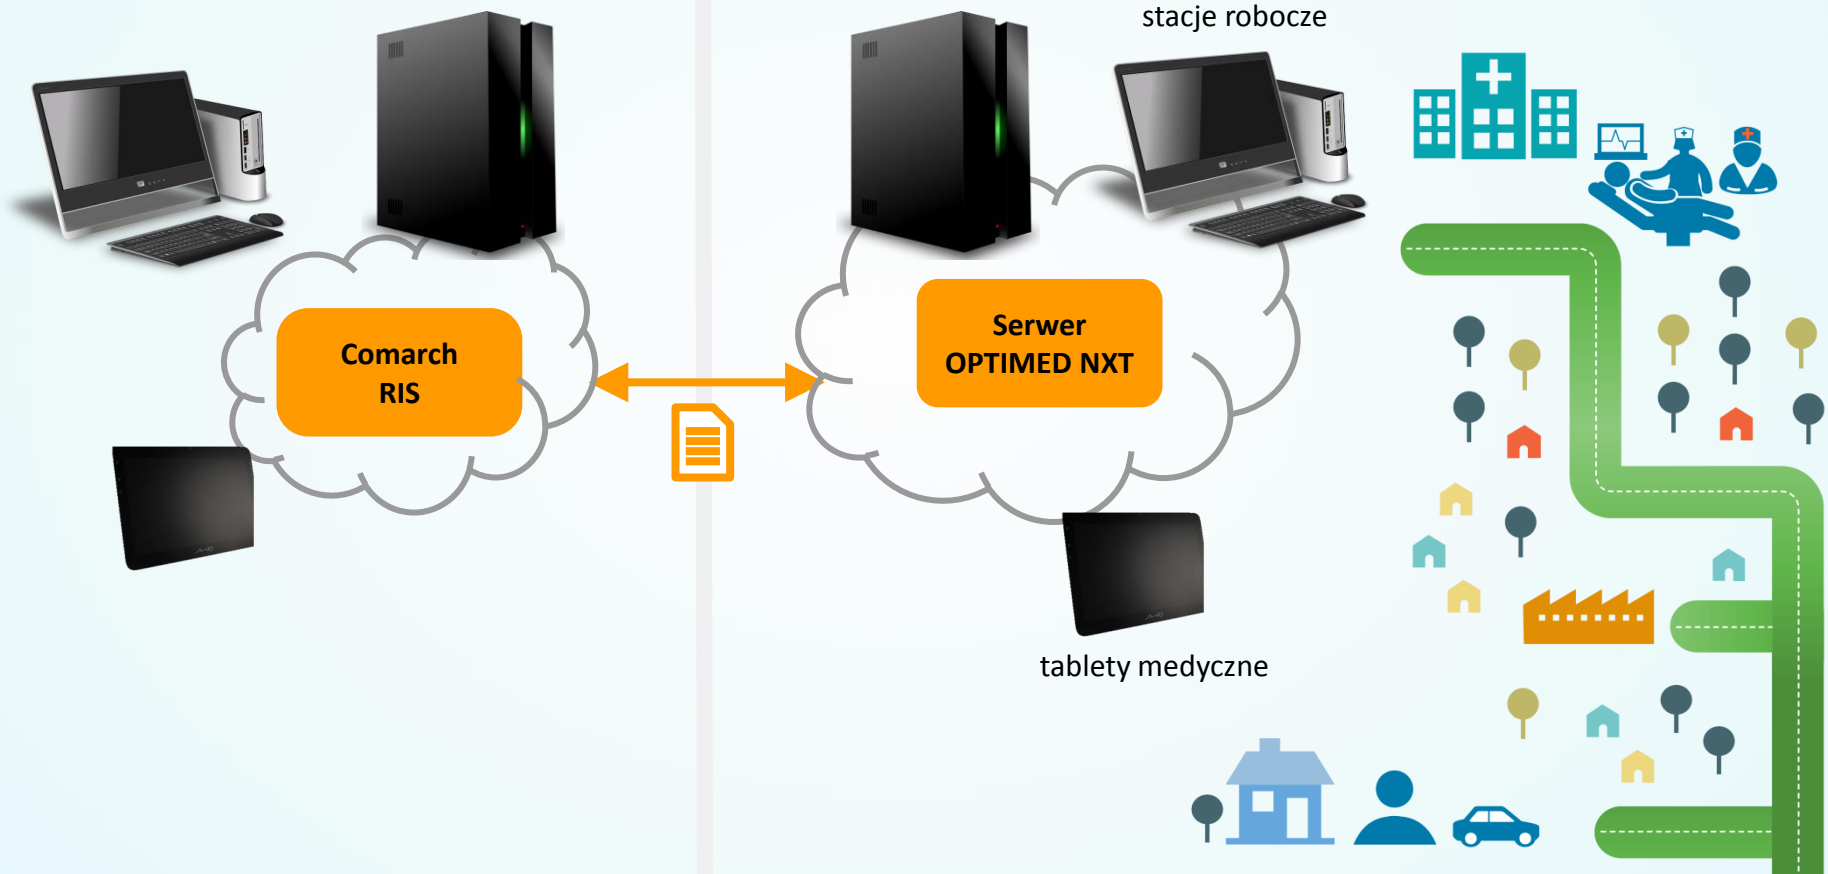 stacje robocze
Comarch
RIS
Serwer
OPTIMED NXT
tablety medyczne